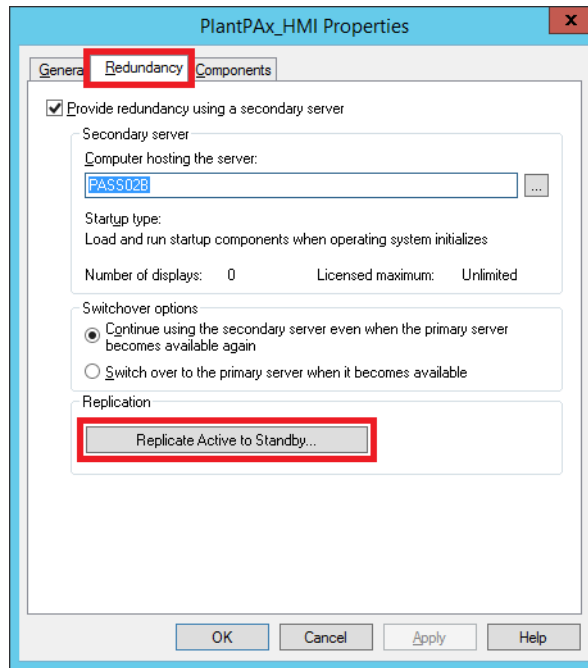 PlantPAx_HMI Properties
x
General Redundancy Components
Provide redundancy using a secondary server
Secondary server
Computer hosting the server:
PASS02B
...
Startup type:
Load and run startup components when operating system initializes
Number of displays: 0 Licensed maximum: Unlimited
Switchover options
Continue using the secondary server even when the primary server
becomes available again
Switch over to the primary server when it becomes available
Replication
Replicate Active to Standby...
OK Cancel Apply Help